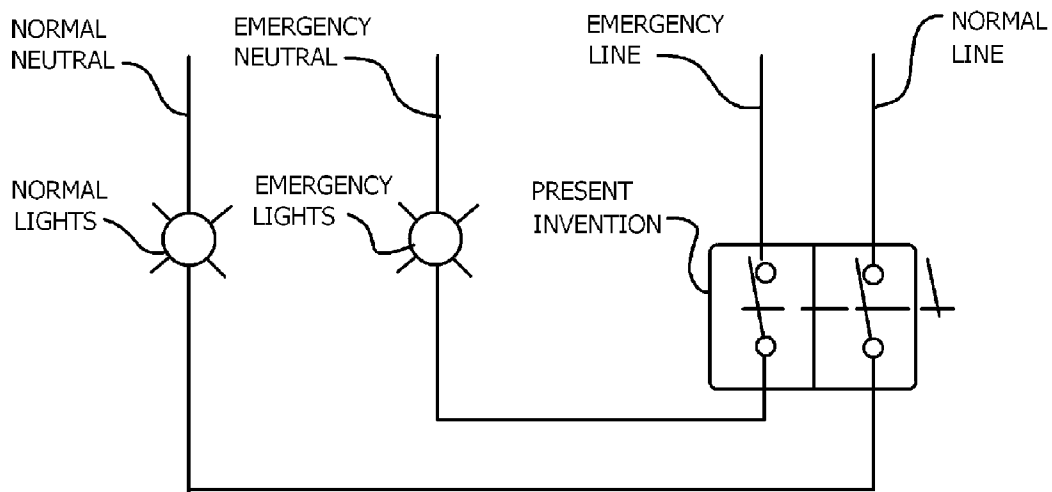 NORMAL
NEUTRAL
EMERGENCY
NEUTRAL
EMERGENCY
LINE
NORMAL
LINE
NORMAL
LIGHTS
EMERGENCY
LIGHTS
PRESENT
INVENTION